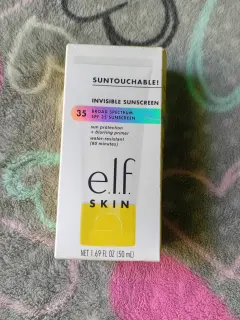 SUNTOUCHABLE!
INVISIBLE SUNSCREEN
35 BROAD SPECTRUM
SPF 35 SUNSCREEN
sun protection
+ blurring primer
water-resistant
(80 minutes)
e.l.f.
SKIN
NET 1.69 FL OZ (50 mL)